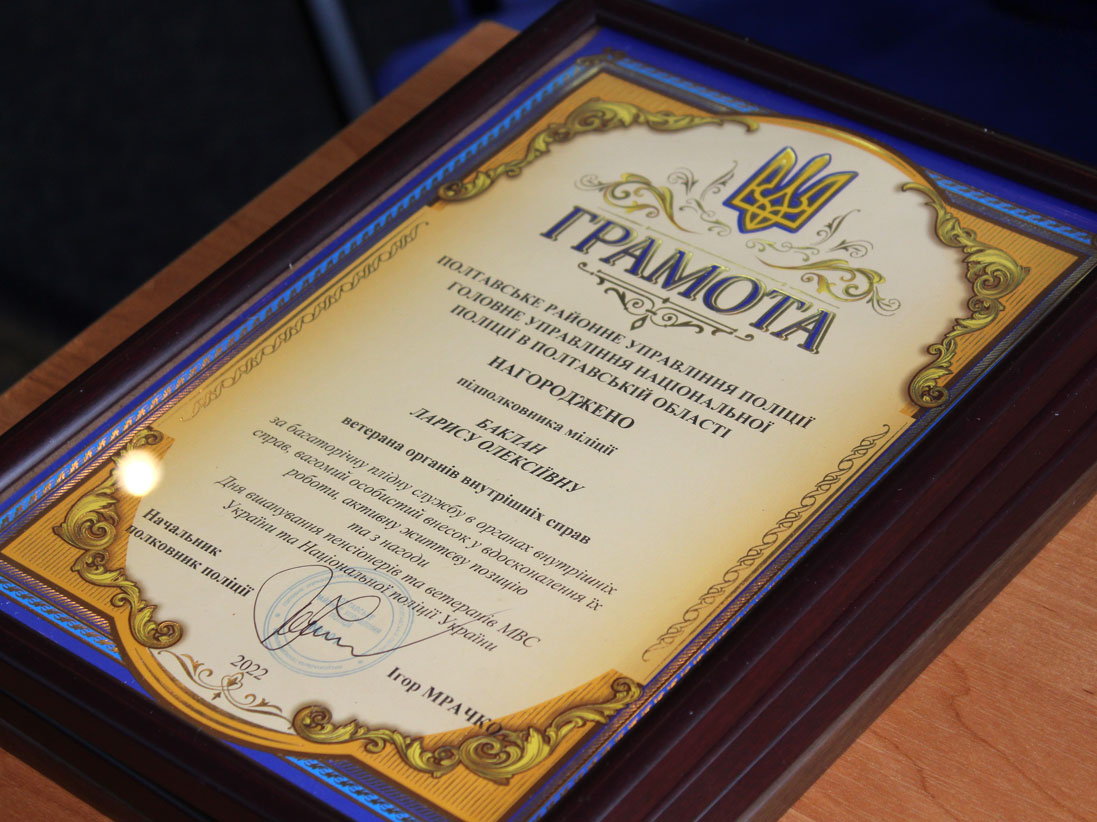 ГРАМОТА
ПОЛТАВСЬКЕ РАЙОННЕ УПРАВЛІННЯ ПОЛІЦІЇ
ГОЛОВНЕ УПРАВЛІННЯ НАЦІОНАЛЬНОЇ
ПОЛІЦІЇ В ПОЛТАВСЬКІЙ ОБЛАСТІ
НАГОРОДЖЕНО
підполковника міліції
БАКЛАН
ЛАРИСУ ОЛЕКСІЇВНУ
ветерана органів внутрішніх справ
за багаторічну плідну службу в органах внутрішніх
справ, вагомий особистий внесок у вдосконалення їх
роботи, активну життєву позицію
та з нагоди
Дня вшанування пенсіонерів та ветеранів МВС
України та Національної поліції України
Начальник
полковник поліції
Ігор МРАЧКО
2022